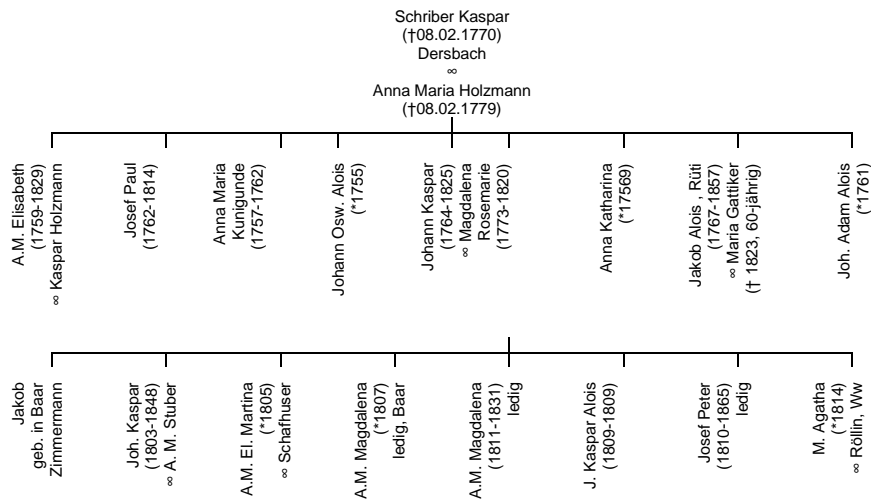 Schriber Kaspar
(†08.02.1770)
Dersbach
∞
Anna Maria Holzmann
(†08.02.1779)
A.M. Elisabeth
(1759-1829)
∞ Kaspar Holzmann
Josef Paul
(1762-1814)
Anna Maria
Kunigunde
(1757-1762)
Johann Osw. Alois
(*1755)
Johann Kaspar
(1764-1825)
∞ Magdalena
Rosemarie
(1773-1820)
Anna Katharina
(*17569)
Jakob Alois , Rüti
(1767-1857)
∞ Maria Gattiker
(† 1823, 60-jährig)
Joh. Adam Alois
(*1761)
Jakob
geb. in Baar
Zimmermann
Joh. Kaspar
(1803-1848)
∞ A. M. Stuber
A.M. El. Martina
(*1805)
∞ Schafhuser
A.M. Magdalena
(*1807)
ledig, Baar
A.M. Magdalena
(1811-1831)
ledig
J. Kaspar Alois
(1809-1809)
Josef Peter
(1810-1865)
ledig
M. Agatha
(*1814)
∞ Röllin, Ww